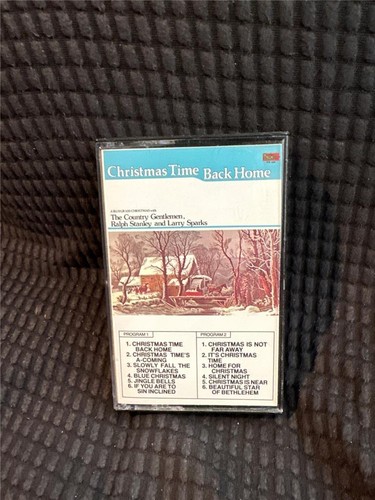 Christmas Time Back Home
A BLUEGRASS CHRISTMAS with
The Country Gentlemen,
Ralph Stanley and Larry Sparks
PROGRAM 1
1. CHRISTMAS TIME
BACK HOME
2. CHRISTMAS TIME'S
A-COMING
3. SLOWLY FALL THE
SNOWFLAKES
4. BLUE CHRISTMAS
5. JINGLE BELLS
6. IF YOU ARE TO
SIN INCLINED
PROGRAM 2
1. CHRISTMAS IS NOT
FAR AWAY
2. IT'S CHRISTMAS
TIME
3. HOME FOR
CHRISTMAS
4. SILENT NIGHT
5. CHRISTMAS IS NEAR
6. BEAUTIFUL STAR
OF BETHLEHEM